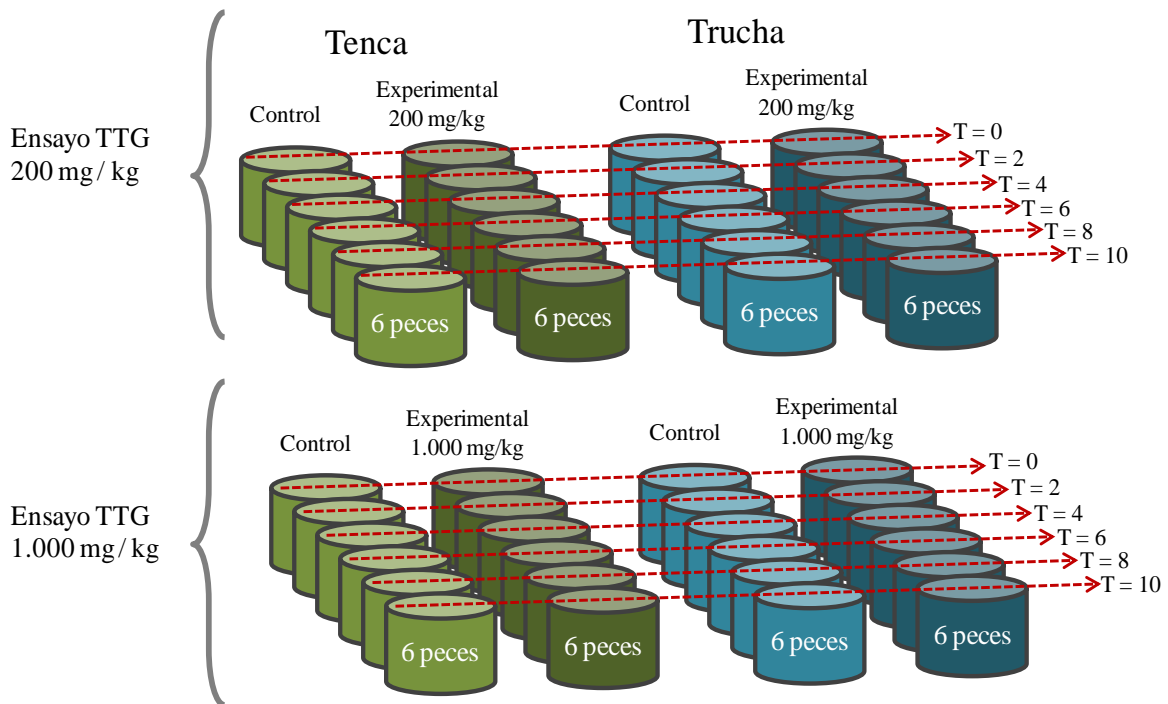 Tenca
Trucha
Ensayo TTG
200 mg / kg
Control
Experimental
200 mg/kg
Control
Experimental
200 mg/kg
T = 0
T = 2
T = 4
T = 6
T = 8
T = 10
6 peces
6 peces
6 peces
6 peces
Ensayo TTG
1.000 mg / kg
Control
Experimental
1.000 mg/kg
Control
Experimental
1.000 mg/kg
T = 0
T = 2
T = 4
T = 6
T = 8
T = 10
6 peces
6 peces
6 peces
6 peces